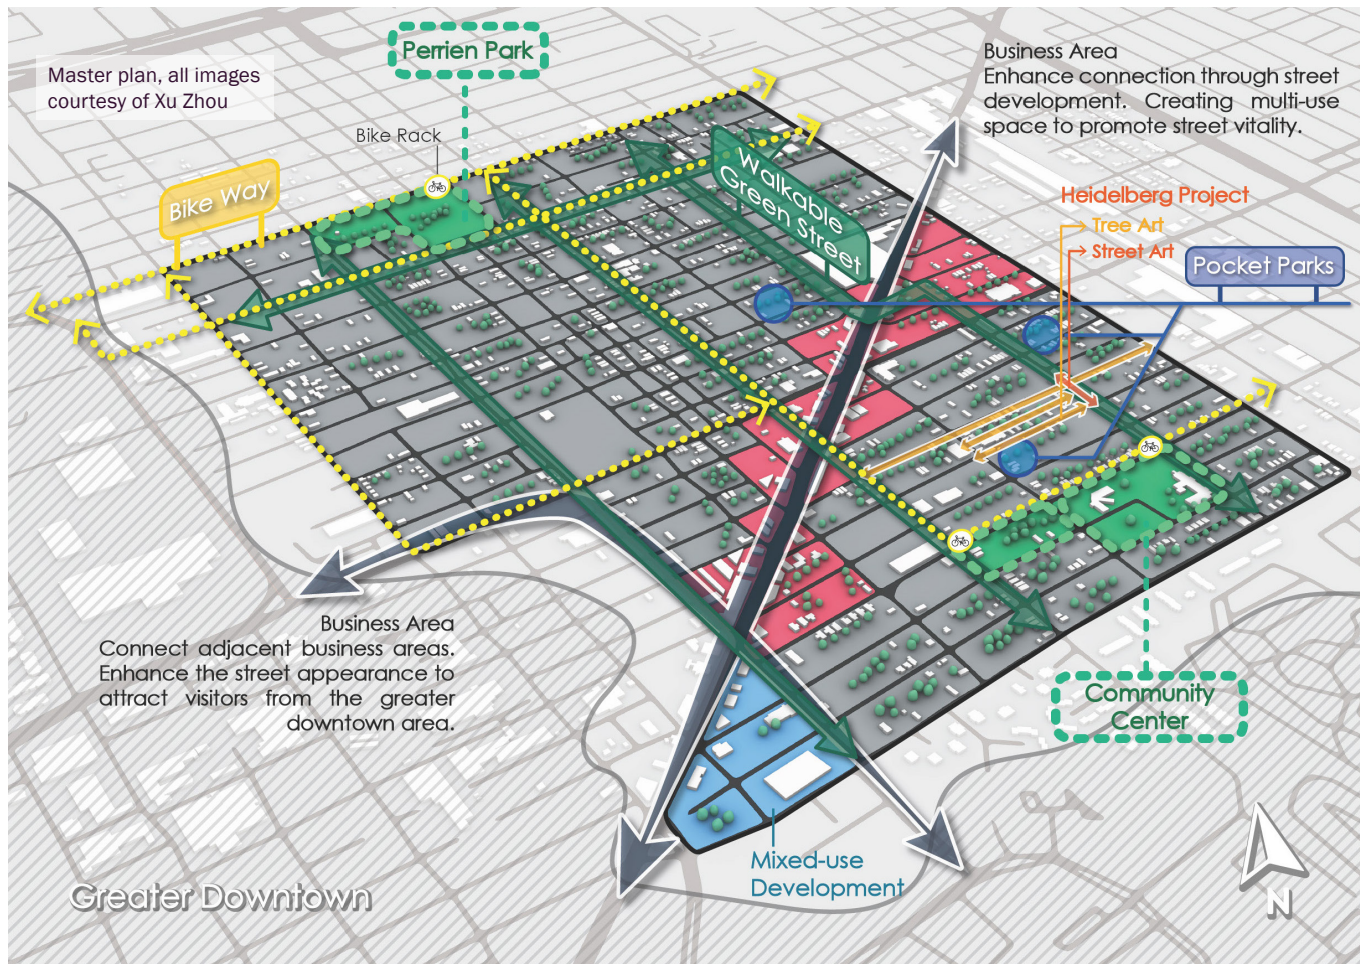 Perrien Park
Master plan, all images
courtesy of Xu Zhou
Bike Rack
Bike Way
Walkable
Green Street
Business Area
Enhance connection through street
development. Creating multi-use
space to promote street vitality.
Heidelberg Project
Tree Art
Street Art
Pocket Parks
Business Area
Connect adjacent business areas.
Enhance the street appearance to
attract visitors from the greater
downtown area.
Community
Center
Mixed-use
Development
Greater Downtown
N